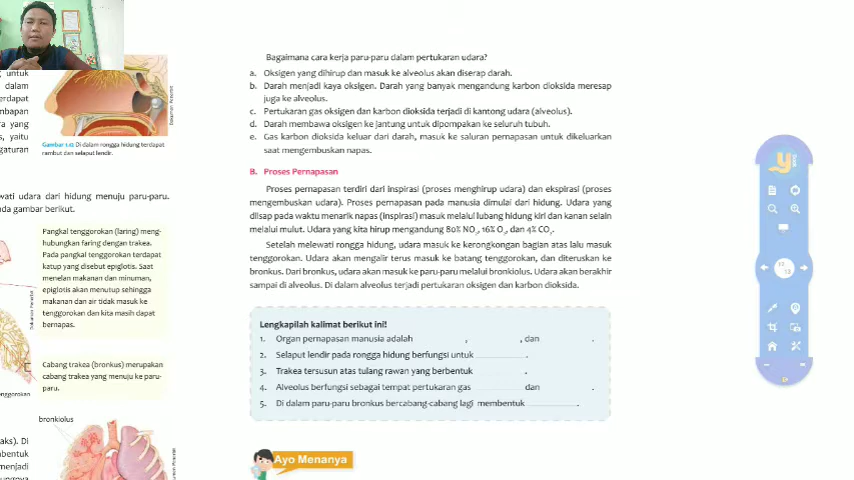 untuk
dalam
terdapat
mbapan
ra yang
s, yaitu
gaturan
Gambar 1.12 Di dalam rongga hidung terdapat
rambut dan selaput lendir.
wati udara dari hidung menuju paru-paru.
ada gambar berikut.
Pangkal tenggorokan (laring) meng-
hubungkan faring dengan trakea.
Pada pangkal tenggorokan terdapat
katup yang disebut epiglotis. Saat
menelan makanan dan minuman,
epiglotis akan menutup sehingga
makanan dan air tidak masuk ke
tenggorokan dan kita masih dapat
bernapas.
Cabang trakea (bronkus) merupakan
cabang trakea yang menuju ke paru-
paru.
nggorokan
bronkiolus
aks). Di
bentuk
menjadi
Bagaimana cara kerja paru-paru dalam pertukaran udara?
a. Oksigen yang dihirup dan masuk ke alveolus akan diserap darah.
b. Darah menjadi kaya oksigen. Darah yang banyak mengandung karbon dioksida meresap
juga ke alveolus.
c. Pertukaran gas oksigen dan karbon dioksida terjadi di kantong udara (alveolus).
d. Darah membawa oksigen ke jantung untuk dipompakan ke seluruh tubuh.
e. Gas karbon dioksida keluar dari darah, masuk ke saluran pernapasan untuk dikeluarkan
saat mengembuskan napas.
B. Proses Pernapasan
Proses pernapasan terdiri dari inspirasi (proses menghirup udara) dan ekspirasi (proses
mengembuskan udara). Proses pernapasan pada manusia dimulai dari hidung. Udara yang
diisap pada waktu menarik napas (inspirasi) masuk melalui lubang hidung kiri dan kanan selain
melalui mulut. Udara yang kita hirup mengandung 80% NO2, 16% O2, dan 4% CO2.
Setelah melewati rongga hidung, udara masuk ke kerongkongan bagian atas lalu masuk
tenggorokan. Udara akan mengalir terus masuk ke batang tenggorokan, dan diteruskan ke
bronkus. Dari bronkus, udara akan masuk ke paru-paru melalui bronkiolus. Udara akan berakhir
sampai di alveolus. Di dalam alveolus terjadi pertukaran oksigen dan karbon dioksida.
Lengkapilah kalimat berikut ini!
1. Organ pernapasan manusia adalah , , dan .
2. Selaput lendir pada rongga hidung berfungsi untuk .
3. Trakea tersusun atas tulang rawan yang berbentuk .
4. Alveolus berfungsi sebagai tempat pertukaran gas dan .
5. Di dalam paru-paru bronkus bercabang-cabang lagi membentuk .
Ayo Menanya